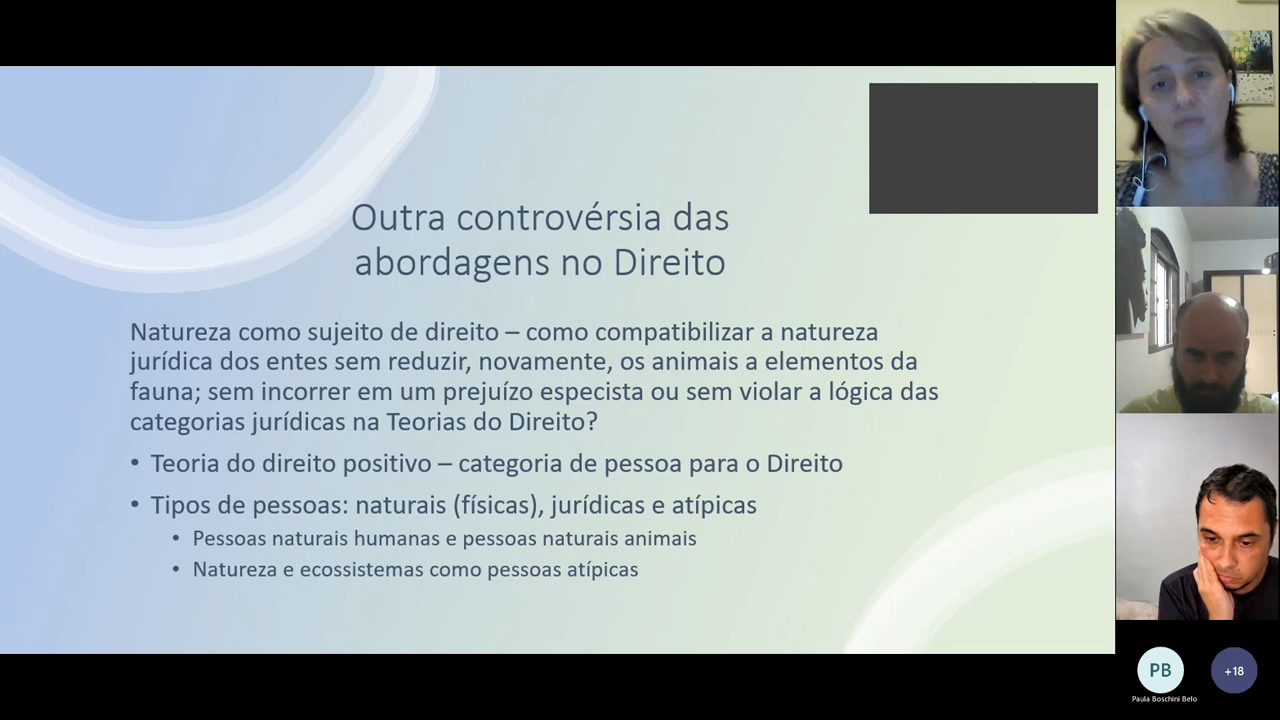 Outra controvérsia das
abordagens no Direito
Natureza como sujeito de direito – como compatibilizar a natureza
jurídica dos entes sem reduzir, novamente, os animais a elementos da
fauna; sem incorrer em um prejuízo especista ou sem violar a lógica das
categorias jurídicas na Teorias do Direito?
• Teoria do direito positivo – categoria de pessoa para o Direito
• Tipos de pessoas: naturais (físicas), jurídicas e atípicas
• Pessoas naturais humanas e pessoas naturais animais
• Natureza e ecossistemas como pessoas atípicas
PB
+18
Paula Boschini Belo